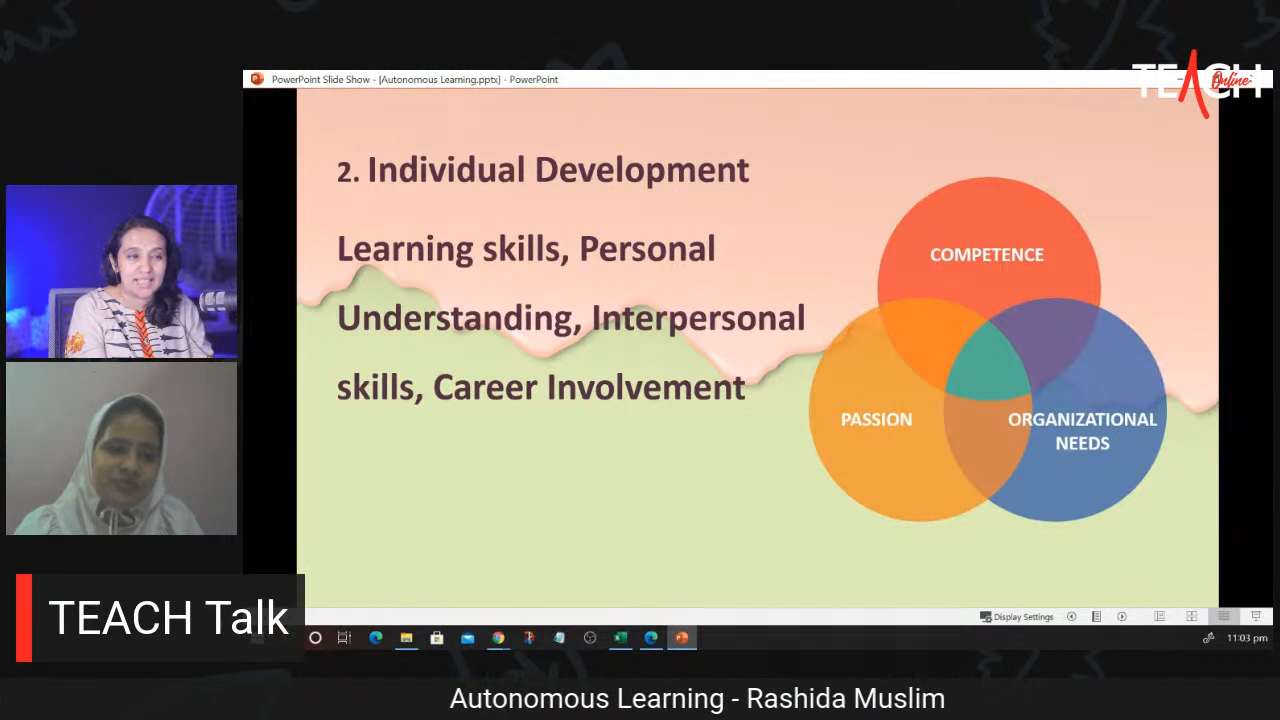 PowerPoint Slide Show - [Autonomous Learning.pptx] - PowerPoint
TEACH
Online
2. Individual Development
Learning skills, Personal
Understanding, Interpersonal
skills, Career Involvement
COMPETENCE
PASSION
ORGANIZATIONAL
NEEDS
TEACH Talk
Display Settings
11:03 pm
Autonomous Learning - Rashida Muslim